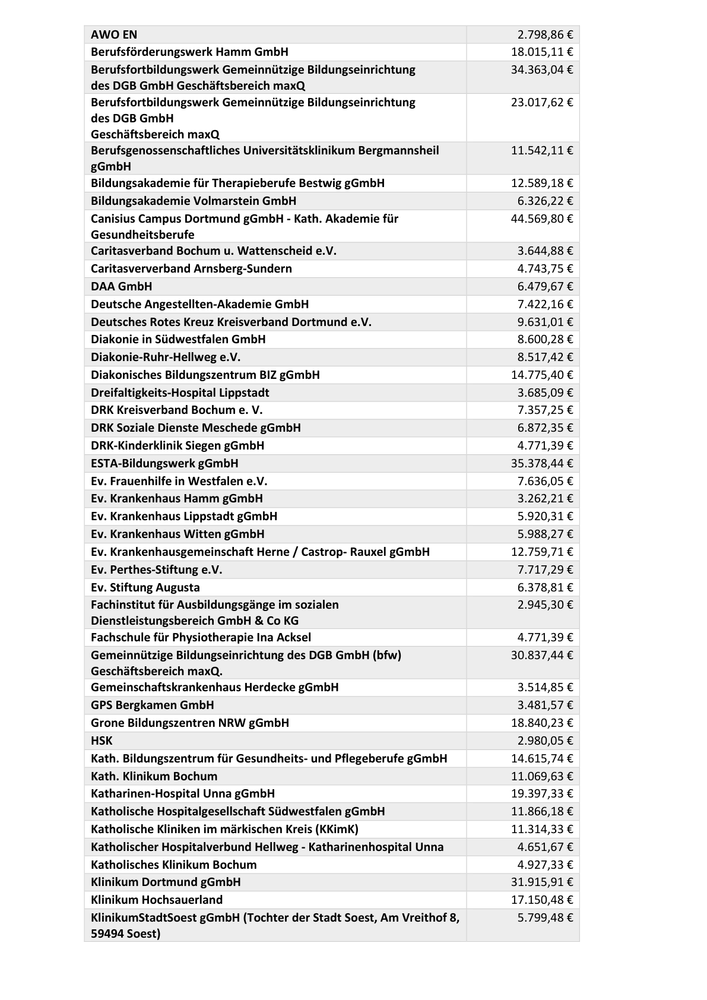 AWO EN 2.798,86 €
Berufsförderungswerk Hamm GmbH 18.015,11 €
Berufsfortbildungswerk Gemeinnützige Bildungseinrichtung 34.363,04 €
des DGB GmbH Geschäftsbereich maxQ
Berufsfortbildungswerk Gemeinnützige Bildungseinrichtung 23.017,62 €
des DGB GmbH
Geschäftsbereich maxQ
Berufsgenossenschaftliches Universitätsklinikum Bergmannsheil 11.542,11 €
gGmbH
Bildungsakademie für Therapieberufe Bestwig gGmbH 12.589,18 €
Bildungsakademie Volmarstein GmbH 6.326,22 €
Canisius Campus Dortmund gGmbH - Kath. Akademie für 44.569,80 €
Gesundheitsberufe
Caritasverband Bochum u. Wattenscheid e.V. 3.644,88 €
Caritasververband Arnsberg-Sundern 4.743,75 €
DAA GmbH 6.479,67 €
Deutsche Angestellten-Akademie GmbH 7.422,16 €
Deutsches Rotes Kreuz Kreisverband Dortmund e.V. 9.631,01 €
Diakonie in Südwestfalen GmbH 8.600,28 €
Diakonie-Ruhr-Hellweg e.V. 8.517,42 €
Diakonisches Bildungszentrum BIZ gGmbH 14.775,40 €
Dreifaltigkeits-Hospital Lippstadt 3.685,09 €
DRK Kreisverband Bochum e. V. 7.357,25 €
DRK Soziale Dienste Meschede gGmbH 6.872,35 €
DRK-Kinderklinik Siegen gGmbH 4.771,39 €
ESTA-Bildungswerk gGmbH 35.378,44 €
Ev. Frauenhilfe in Westfalen e.V. 7.636,05 €
Ev. Krankenhaus Hamm gGmbH 3.262,21 €
Ev. Krankenhaus Lippstadt gGmbH 5.920,31 €
Ev. Krankenhaus Witten gGmbH 5.988,27 €
Ev. Krankenhausgemeinschaft Herne / Castrop- Rauxel gGmbH 12.759,71 €
Ev. Perthes-Stiftung e.V. 7.717,29 €
Ev. Stiftung Augusta 6.378,81 €
Fachinstitut für Ausbildungsgänge im sozialen 2.945,30 €
Dienstleistungsbereich GmbH & Co KG
Fachschule für Physiotherapie Ina Acksel 4.771,39 €
Gemeinnützige Bildungseinrichtung des DGB GmbH (bfw) 30.837,44 €
Geschäftsbereich maxQ.
Gemeinschaftskrankenhaus Herdecke gGmbH 3.514,85 €
GPS Bergkamen GmbH 3.481,57 €
Grone Bildungszentren NRW gGmbH 18.840,23 €
HSK 2.980,05 €
Kath. Bildungszentrum für Gesundheits- und Pflegeberufe gGmbH 14.615,74 €
Kath. Klinikum Bochum 11.069,63 €
Katharinen-Hospital Unna gGmbH 19.397,33 €
Katholische Hospitalgesellschaft Südwestfalen gGmbH 11.866,18 €
Katholische Kliniken im märkischen Kreis (KKimK) 11.314,33 €
Katholischer Hospitalverbund Hellweg - Katharinenhospital Unna 4.651,67 €
Katholisches Klinikum Bochum 4.927,33 €
Klinikum Dortmund gGmbH 31.915,91 €
Klinikum Hochsauerland 17.150,48 €
KlinikumStadtSoest gGmbH (Tochter der Stadt Soest, Am Vreithof 8, 5.799,48 €
59494 Soest)